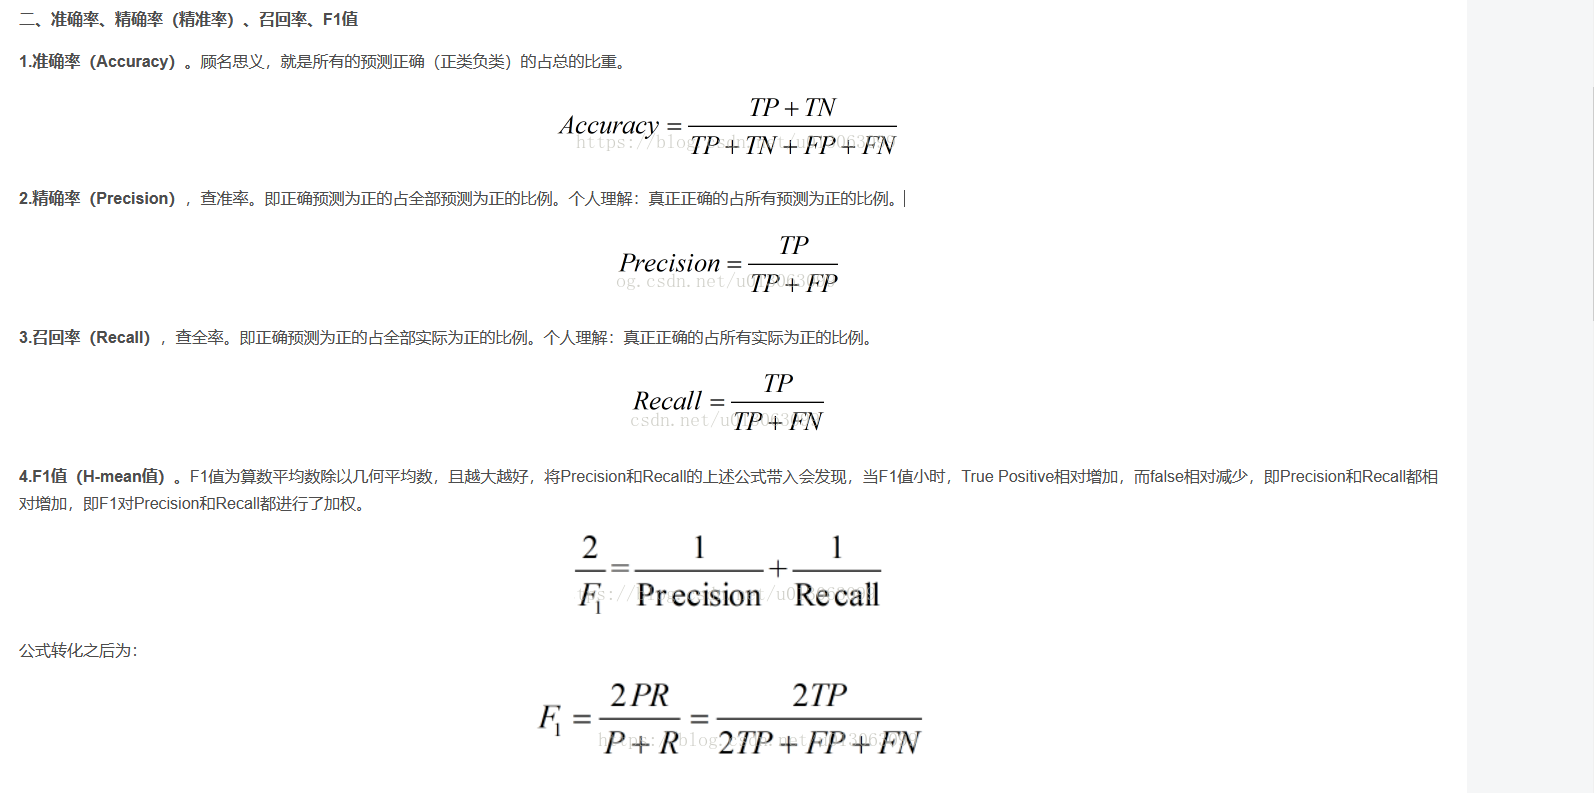 二、准确率、精确率（精准率）、召回率、F1值
1.准确率（Accuracy）。顾名思义，就是所有的预测正确（正类负类）的占总的比重。
Accuracy = \frac{TP + TN}{TP + TN + FP + FN}
2.精确率（Precision），查准率。即正确预测为正的占全部预测为正的比例。个人理解：真正正确的占所有预测为正的比例。
Precision = \frac{TP}{TP + FP}
3.召回率（Recall），查全率。即正确预测为正的占全部实际为正的比例。个人理解：真正正确的占所有实际为正的比例。
Recall = \frac{TP}{TP + FN}
4.F1值（H-mean值）。F1值为算数平均数除以几何平均数，且越大越好，将Precision和Recall的上述公式带入会发现，当F1值小时，True Positive相对增加，而false相对减少，即Precision和Recall都相
对增加，即F1对Precision和Recall都进行了加权。
\frac{2}{F_1} = \frac{1}{Precision} + \frac{1}{Recall}
公式转化之后为：
F_1 = \frac{2PR}{P + R} = \frac{2TP}{2TP + FP + FN}